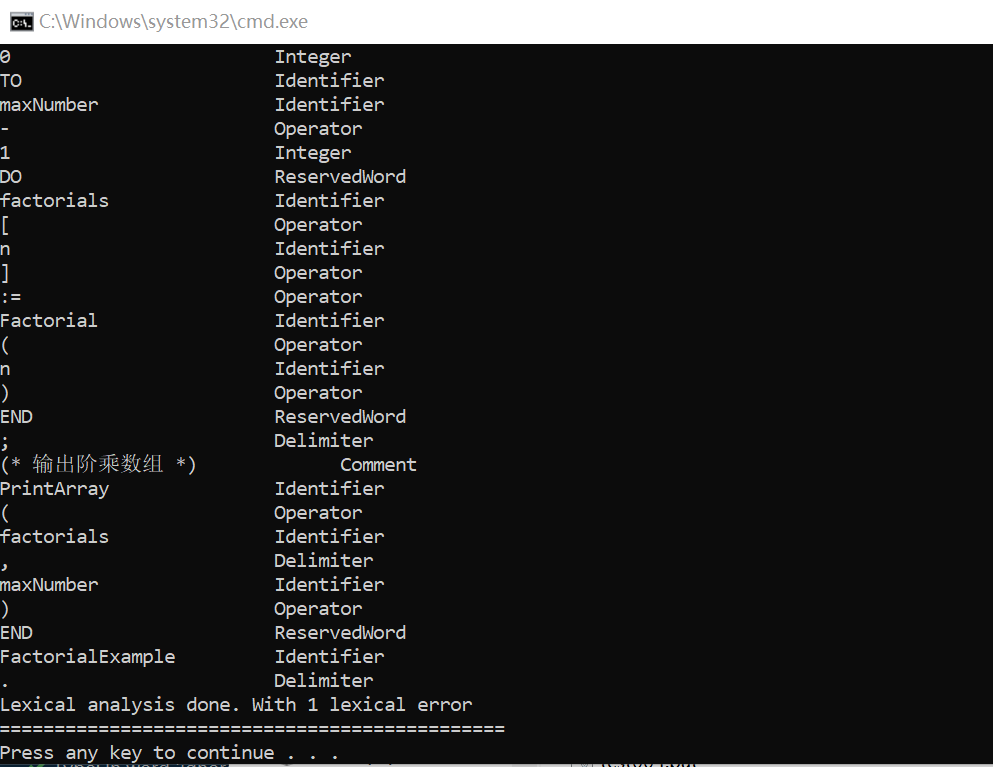 C:\Windows\system32\cmd.exe
0 Integer
TO Identifier
maxNumber Identifier
- Operator
1 Integer
DO ReservedWord
factorials Identifier
[ Operator
n Identifier
] Operator
:= Operator
Factorial Identifier
( Operator
n Identifier
) Operator
END ReservedWord
; Delimiter
(* 输出阶乘数组 *) Comment
PrintArray Identifier
( Operator
factorials Identifier
, Delimiter
maxNumber Identifier
) Operator
END ReservedWord
FactorialExample Identifier
. Delimiter
Lexical analysis done. With 1 lexical error
==============================================
Press any key to continue . . .